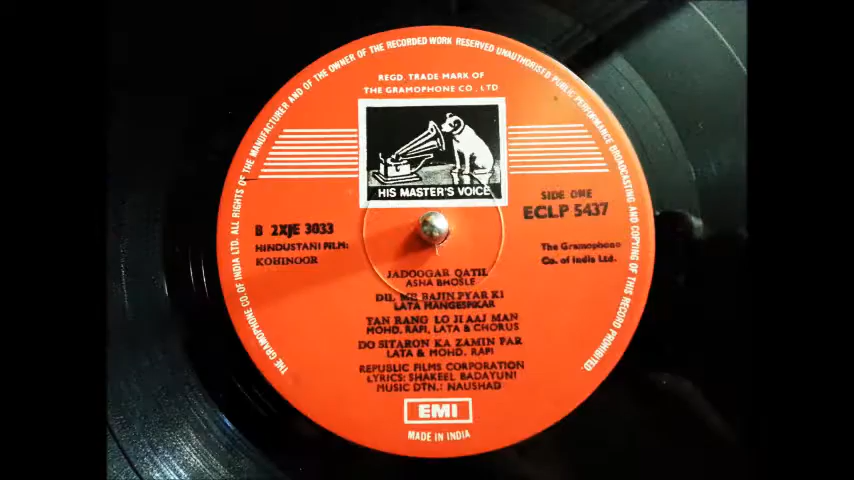 ALL RIGHTS OF THE MANUFACTURER AND OF THE OWNER OF THE RECORDED WORK RESERVED UNAUTHORISED PUBLIC PERFORMANCE BROADCASTING AND COPYING OF THIS RECORD PROHIBITED.
THE GRAMOPHONE CO. OF INDIA LTD.
REGD. TRADE MARK OF
THE GRAMOPHONE CO. LTD
HIS MASTER'S VOICE
SIDE ONE
ECLP 5437
B 2XJE 3033
HINDUSTANI FILM:
KOHINOOR
The Gramophone
Co. of India Ltd.
JADOOGAR QATIL
ASHA BHOSLE
DIL ME BAJIN PYAR KI
LATA MANGESHKAR
TAN RANG LO JI AAJ MAN
MOHD. RAFI, LATA & CHORUS
DO SITARON KA ZAMIN PAR
LATA & MOHD. RAFI
REPUBLIC FILMS CORPORATION
LYRICS: SHAKEEL BADAYUNI
MUSIC DTN.: NAUSHAD
EMI
MADE IN INDIA